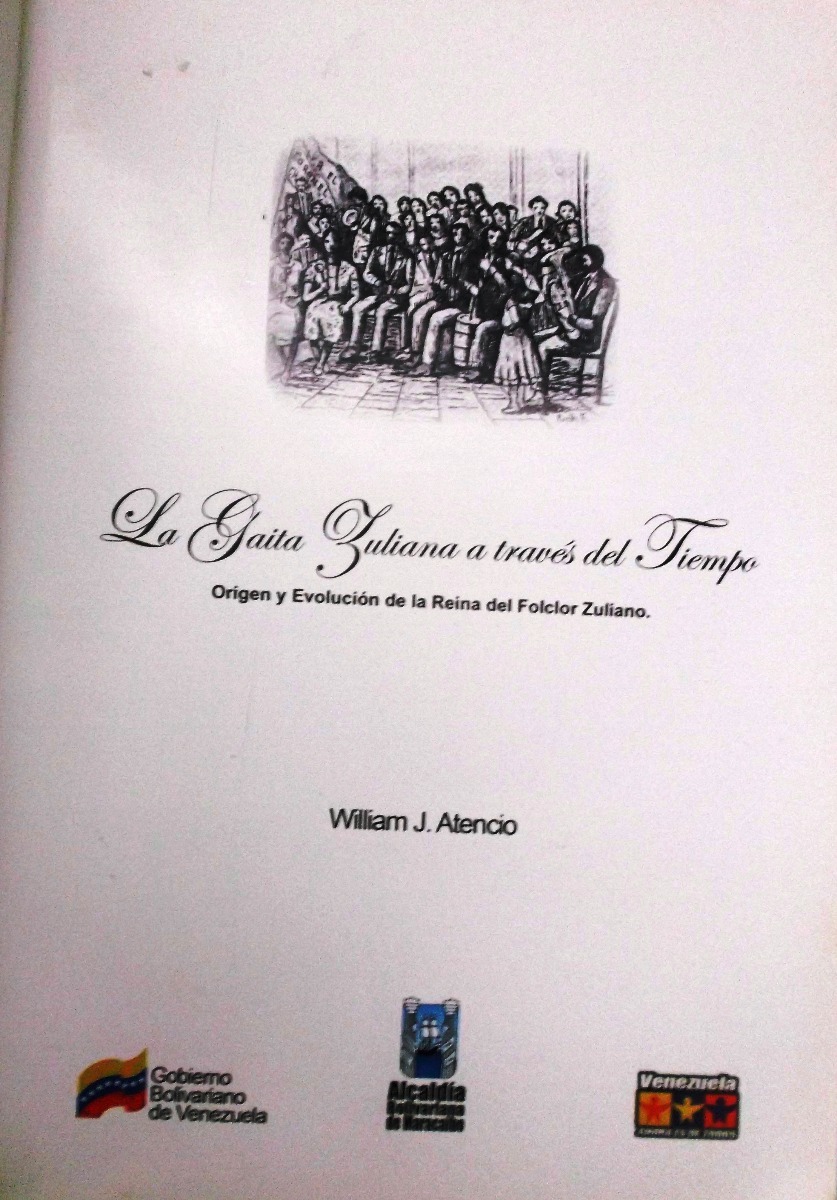 La Gaita Zuliana a través del Tiempo
Origen y Evolución de la Reina del Folclor Zuliano.
William J. Atencio
Gobierno
Bolivariano
de Venezuela
Alcaldía
Bolivariana
de Maracaibo
Venezuela